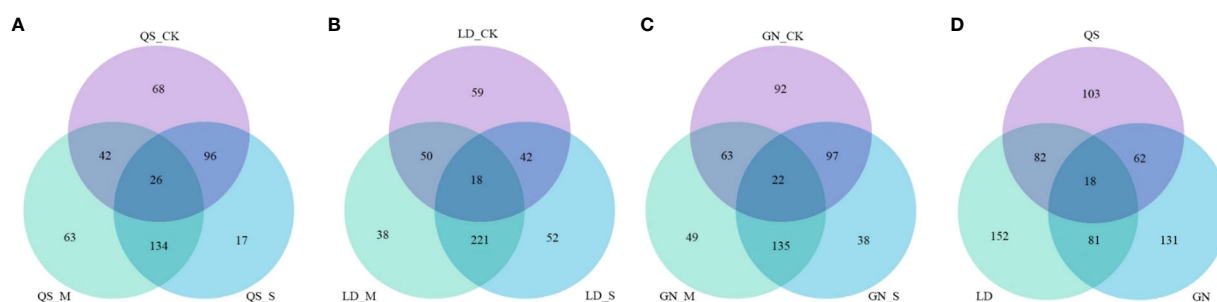 A
QS_CK
68
42
96
26
63
134
17
QS_M
QS_S
B
LD_CK
59
50
42
18
38
221
52
LD_M
LD_S
C
GN_CK
92
63
97
22
49
135
38
GN_M
GN_S
D
QS
103
82
62
18
152
81
131
LD
GN